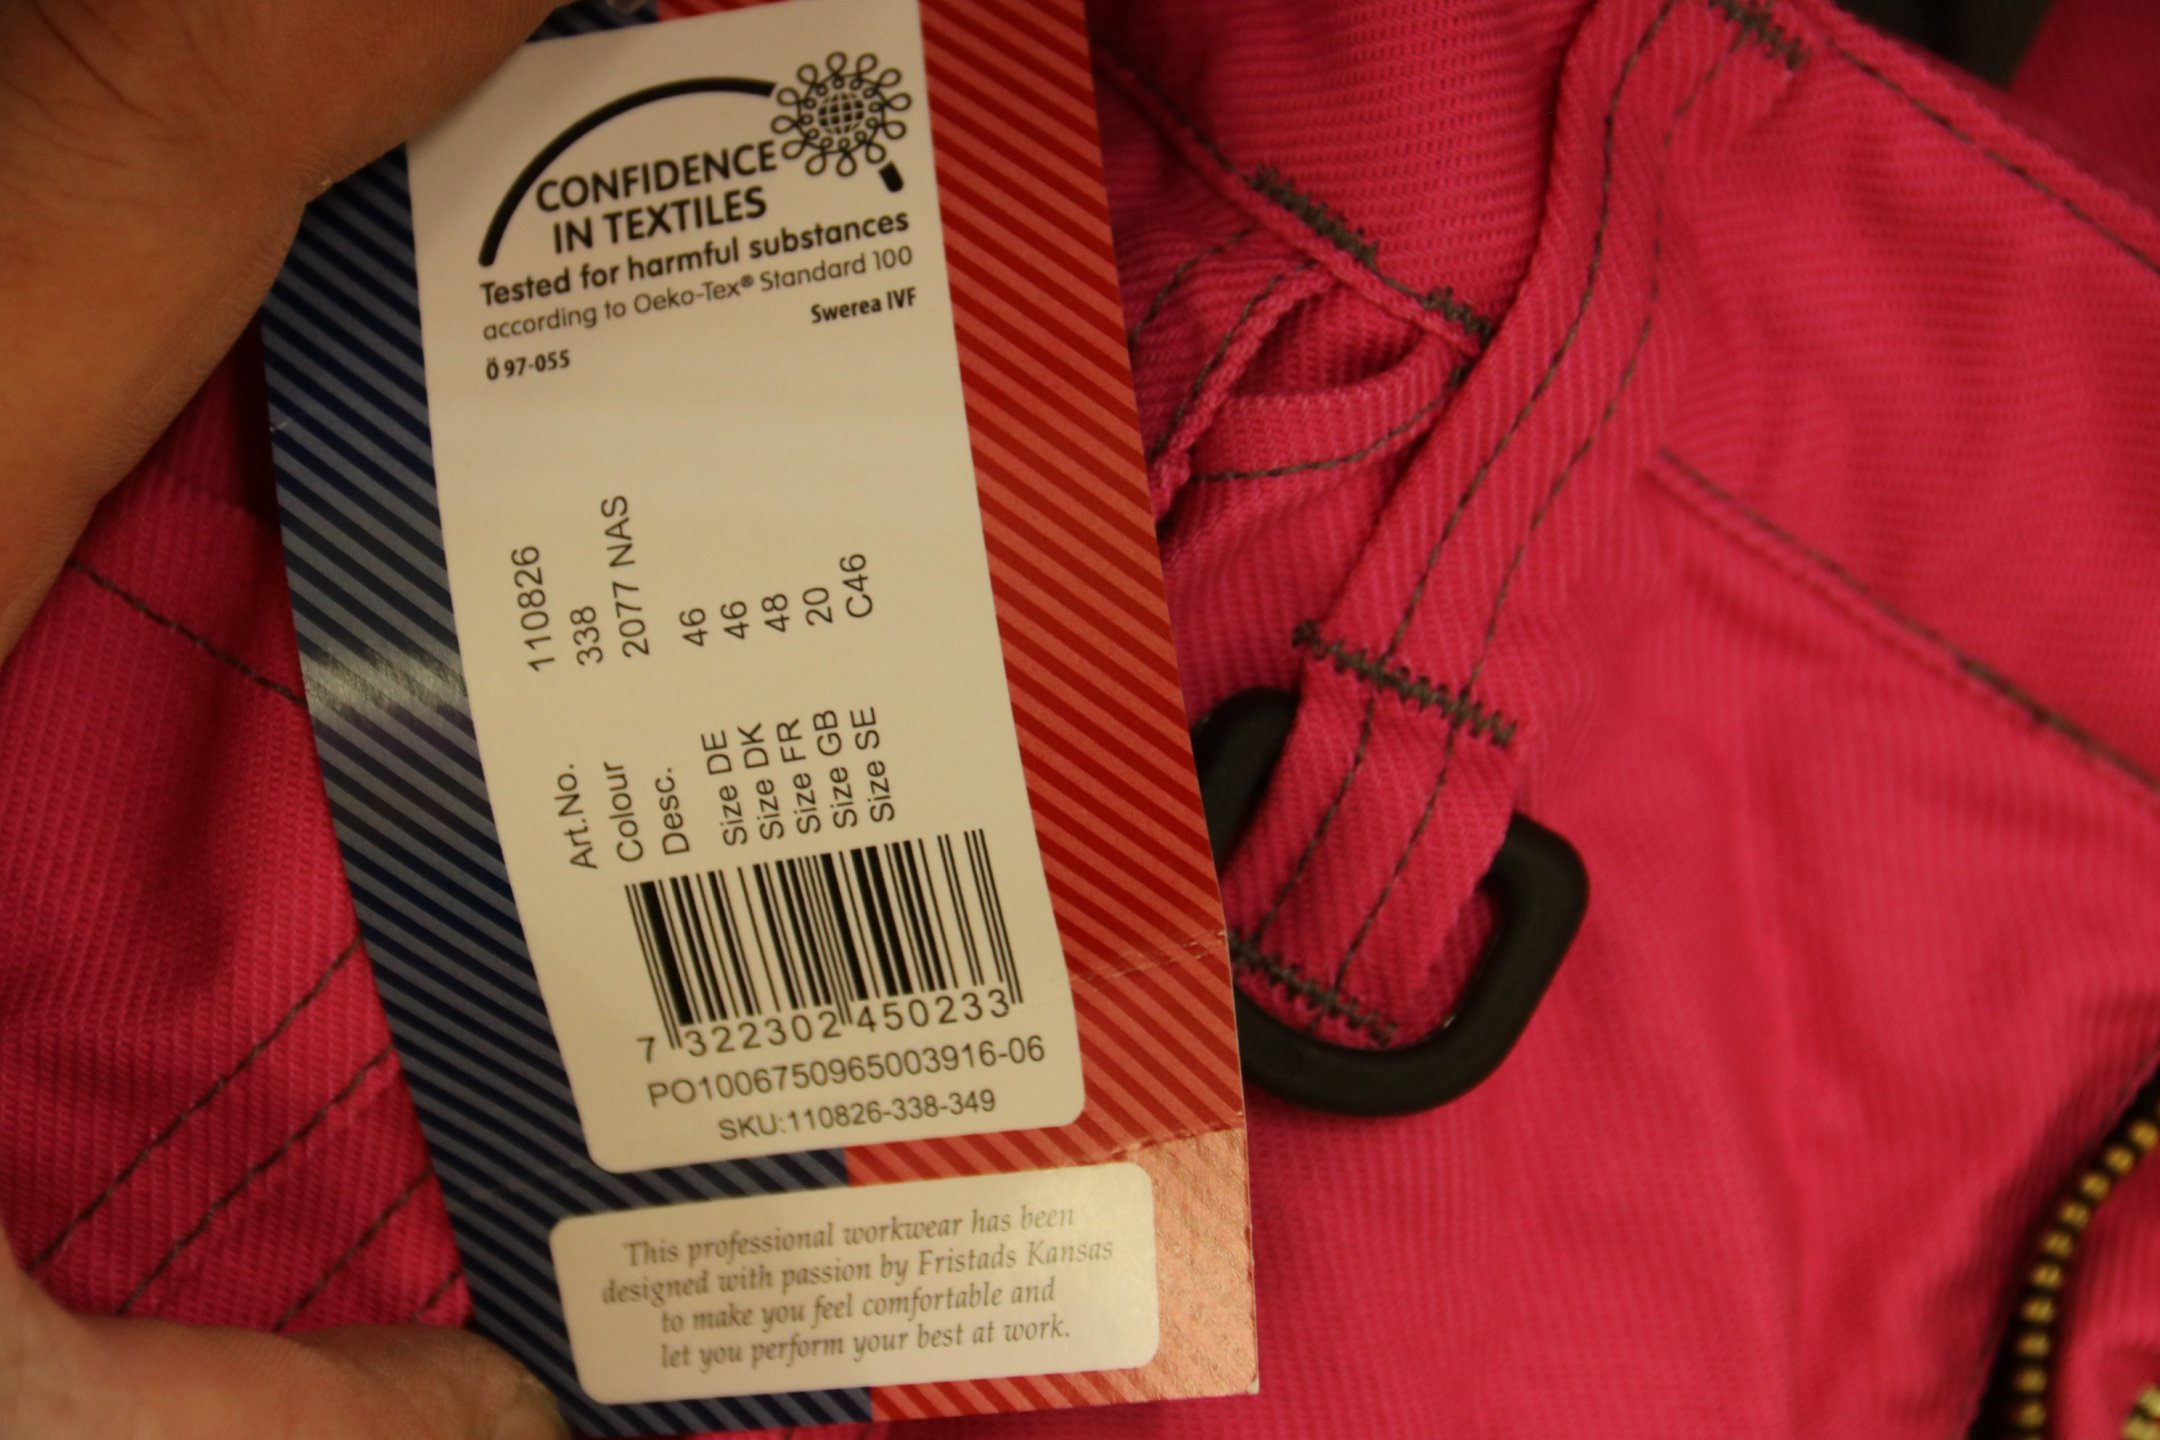 CONFIDENCE
IN TEXTILES
Tested for harmful substances
according to Oeko-Tex® Standard 100
Swerea IVF
Ö 97-055
Art.No. 110826
Colour 338
Desc. 2077 NAS
Size DE 46
Size DK 46
Size FR 48
Size GB 20
Size SE C46
7 322302 450233
PO1006750965003916-06
SKU:110826-338-349
This professional workwear has been
designed with passion by Fristads Kansas
to make you feel comfortable and
let you perform your best at work.